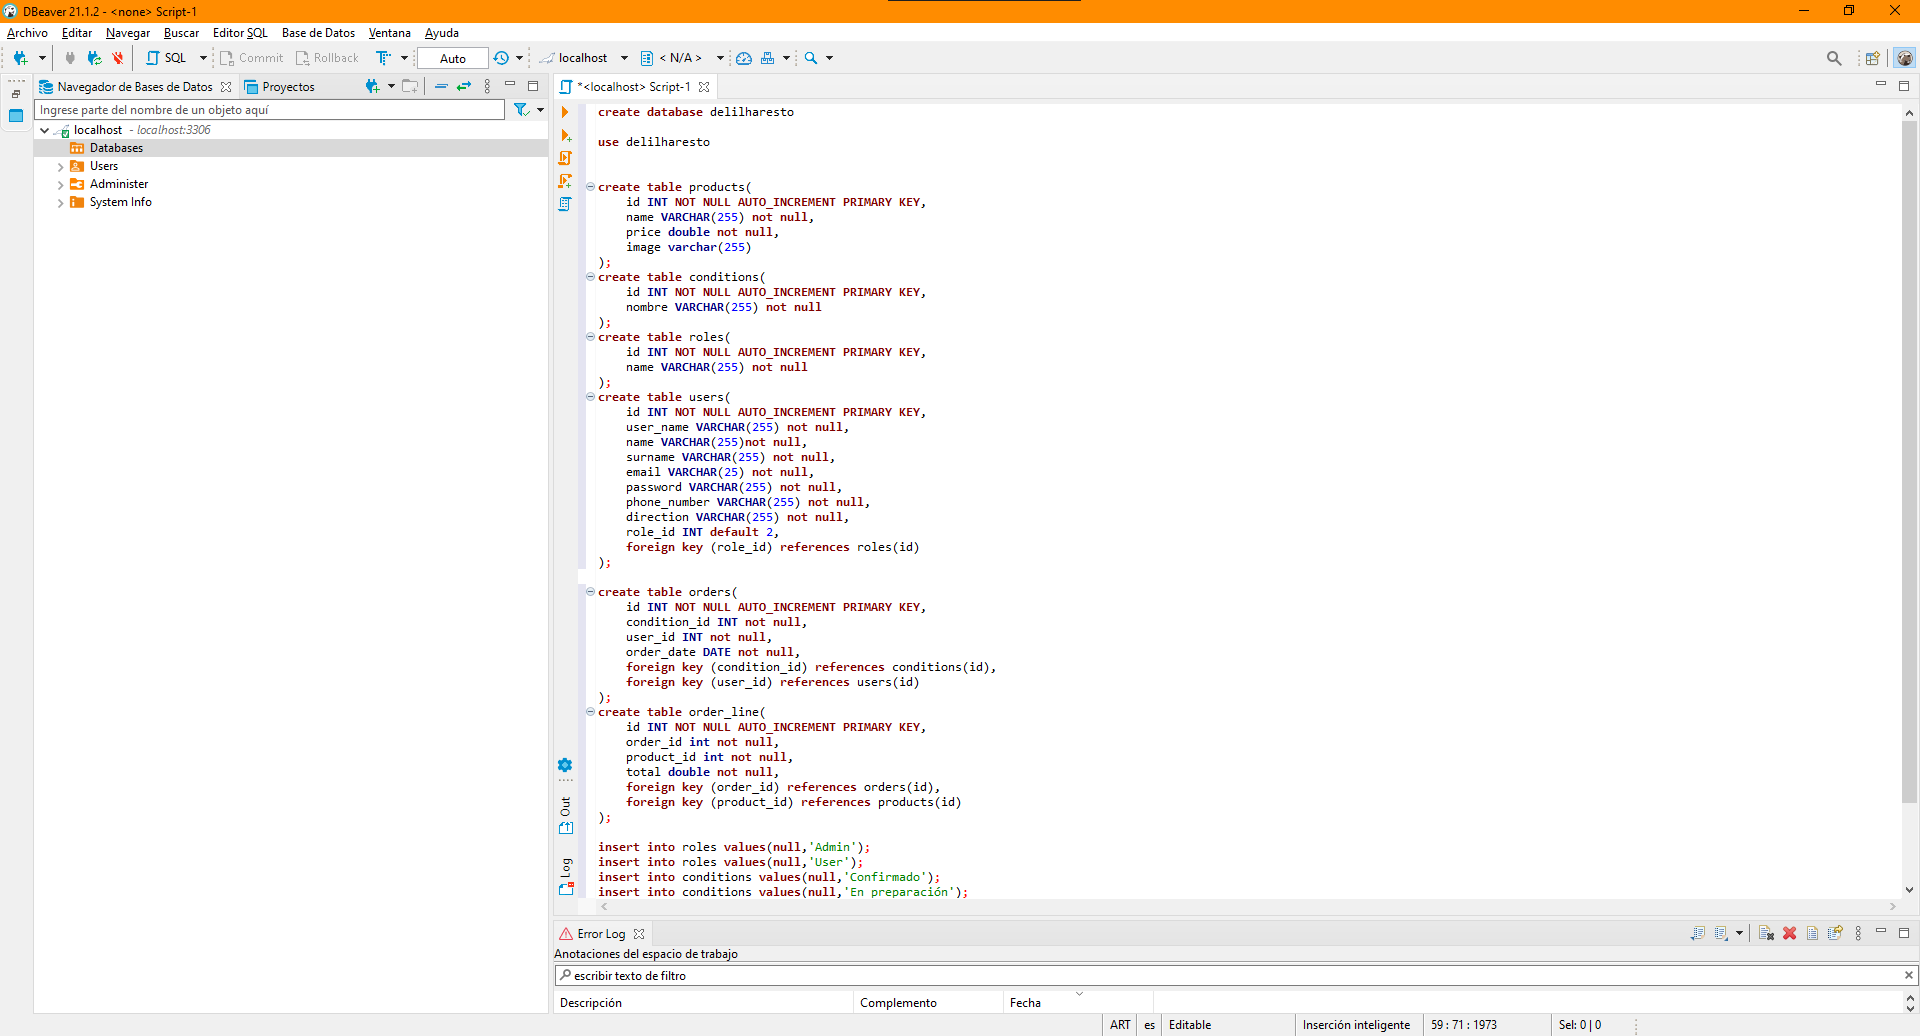 DBeaver 21.1.2 - <none> Script-1
Archivo Editar Navegar Buscar Editor SQL Base de Datos Ventana Ayuda
SQL Commit Rollback Auto localhost < N/A >
Navegador de Bases de Datos Proyectos
Ingrese parte del nombre de un objeto aquí
localhost - localhost:3306
Databases
Users
Administer
System Info
*<localhost> Script-1
create database delilharesto
use delilharesto
create table products(
id INT NOT NULL AUTO_INCREMENT PRIMARY KEY,
name VARCHAR(255) not null,
price double not null,
image varchar(255)
);
create table conditions(
id INT NOT NULL AUTO_INCREMENT PRIMARY KEY,
nombre VARCHAR(255) not null
);
create table roles(
id INT NOT NULL AUTO_INCREMENT PRIMARY KEY,
name VARCHAR(255) not null
);
create table users(
id INT NOT NULL AUTO_INCREMENT PRIMARY KEY,
user_name VARCHAR(255) not null,
name VARCHAR(255)not null,
surname VARCHAR(255) not null,
email VARCHAR(25) not null,
password VARCHAR(255) not null,
phone_number VARCHAR(255) not null,
direction VARCHAR(255) not null,
role_id INT default 2,
foreign key (role_id) references roles(id)
);
create table orders(
id INT NOT NULL AUTO_INCREMENT PRIMARY KEY,
condition_id INT not null,
user_id INT not null,
order_date DATE not null,
foreign key (condition_id) references conditions(id),
foreign key (user_id) references users(id)
);
create table order_line(
id INT NOT NULL AUTO_INCREMENT PRIMARY KEY,
order_id int not null,
product_id int not null,
total double not null,
foreign key (order_id) references orders(id),
foreign key (product_id) references products(id)
);
insert into roles values(null,'Admin');
insert into roles values(null,'User');
insert into conditions values(null,'Confirmado');
insert into conditions values(null,'En preparación');
Out
Log
Error Log
Anotaciones del espacio de trabajo
escribir texto de filtro
Descripción Complemento Fecha
ART es Editable Inserción inteligente 59 : 71 : 1973 Sel: 0 | 0